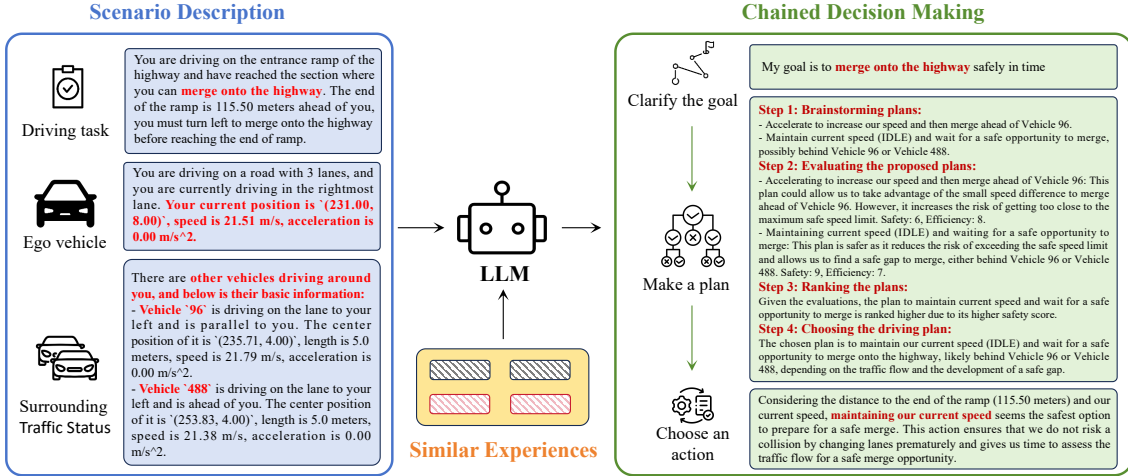 Scenario Description
Driving task
You are driving on the entrance ramp of the
highway and have reached the section where
you can merge onto the highway. The end
of the ramp is 115.50 meters ahead of you,
you must turn left to merge onto the highway
before reaching the end of ramp.
Ego vehicle
You are driving on a road with 3 lanes, and
you are currently driving in the rightmost
lane. Your current position is `(231.00,
8.00)`, speed is 21.51 m/s, acceleration is
0.00 m/s^2.
Surrounding
Traffic Status
There are other vehicles driving around
you, and below is their basic information:
- Vehicle `96` is driving on the lane to your
left and is parallel to you. The center
position of it is `(235.71, 4.00)`, length is 5.0
meters, speed is 21.79 m/s, acceleration is
0.00 m/s^2.
- Vehicle `488` is driving on the lane to your
left and is ahead of you. The center position
of it is `(253.83, 4.00)`, length is 5.0 meters,
speed is 21.38 m/s, acceleration is 0.00
m/s^2.
LLM
Similar Experiences
Chained Decision Making
Clarify the goal
My goal is to merge onto the highway safely in time
Make a plan
Step 1: Brainstorming plans:
- Accelerate to increase our speed and then merge ahead of Vehicle 96.
- Maintain current speed (IDLE) and wait for a safe opportunity to merge,
possibly behind Vehicle 96 or Vehicle 488.
Step 2: Evaluating the proposed plans:
- Accelerating to increase our speed and then merge ahead of Vehicle 96: This
plan could allow us to take advantage of the small speed difference to merge
ahead of Vehicle 96. However, it increases the risk of getting too close to the
maximum safe speed limit. Safety: 6, Efficiency: 8.
- Maintaining current speed (IDLE) and waiting for a safe opportunity to
merge: This plan is safer as it reduces the risk of exceeding the safe speed limit
and allows us to find a safe gap to merge, either behind Vehicle 96 or Vehicle
488. Safety: 9, Efficiency: 7.
Step 3: Ranking the plans:
Given the evaluations, the plan to maintain current speed and wait for a safe
opportunity to merge is ranked higher due to its higher safety score.
Step 4: Choosing the driving plan:
The chosen plan is to maintain our current speed (IDLE) and wait for a safe
opportunity to merge onto the highway, likely behind Vehicle 96 or Vehicle
488, depending on the traffic flow and the development of a safe gap.
Choose an
action
Considering the distance to the end of the ramp (115.50 meters) and our
current speed, maintaining our current speed seems the safest option
to prepare for a safe merge. This action ensures that we do not risk a
collision by changing lanes prematurely and gives us time to assess the
traffic flow for a safe merge opportunity.